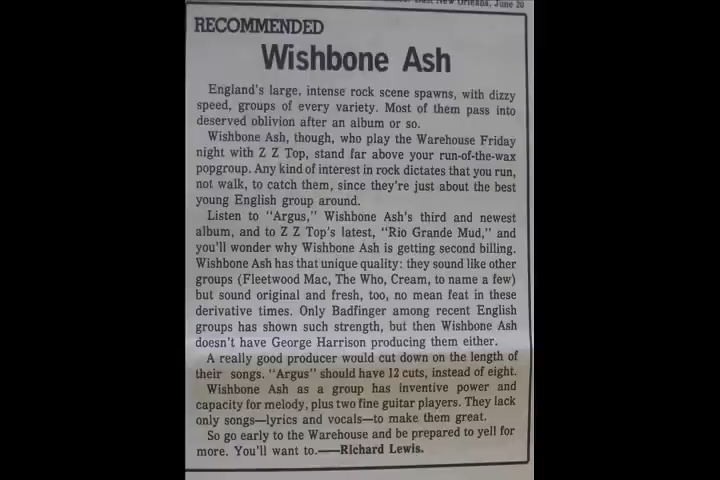 New Orleans, June 20
RECOMMENDED
Wishbone Ash
England's large, intense rock scene spawns, with dizzy
speed, groups of every variety. Most of them pass into
deserved oblivion after an album or so.
Wishbone Ash, though, who play the Warehouse Friday
night with Z Z Top, stand far above your run-of-the-wax
popgroup. Any kind of interest in rock dictates that you run,
not walk, to catch them, since they're just about the best
young English group around.
Listen to "Argus," Wishbone Ash's third and newest
album, and to Z Z Top's latest, "Rio Grande Mud," and
you'll wonder why Wishbone Ash is getting second billing.
Wishbone Ash has that unique quality: they sound like other
groups (Fleetwood Mac, The Who, Cream, to name a few)
but sound original and fresh, too, no mean feat in these
derivative times. Only Badfinger among recent English
groups has shown such strength, but then Wishbone Ash
doesn't have George Harrison producing them either.
A really good producer would cut down on the length of
their songs. "Argus" should have 12 cuts, instead of eight.
Wishbone Ash as a group has inventive power and
capacity for melody, plus two fine guitar players. They lack
only songs—lyrics and vocals—to make them great.
So go early to the Warehouse and be prepared to yell for
more. You'll want to.——Richard Lewis.